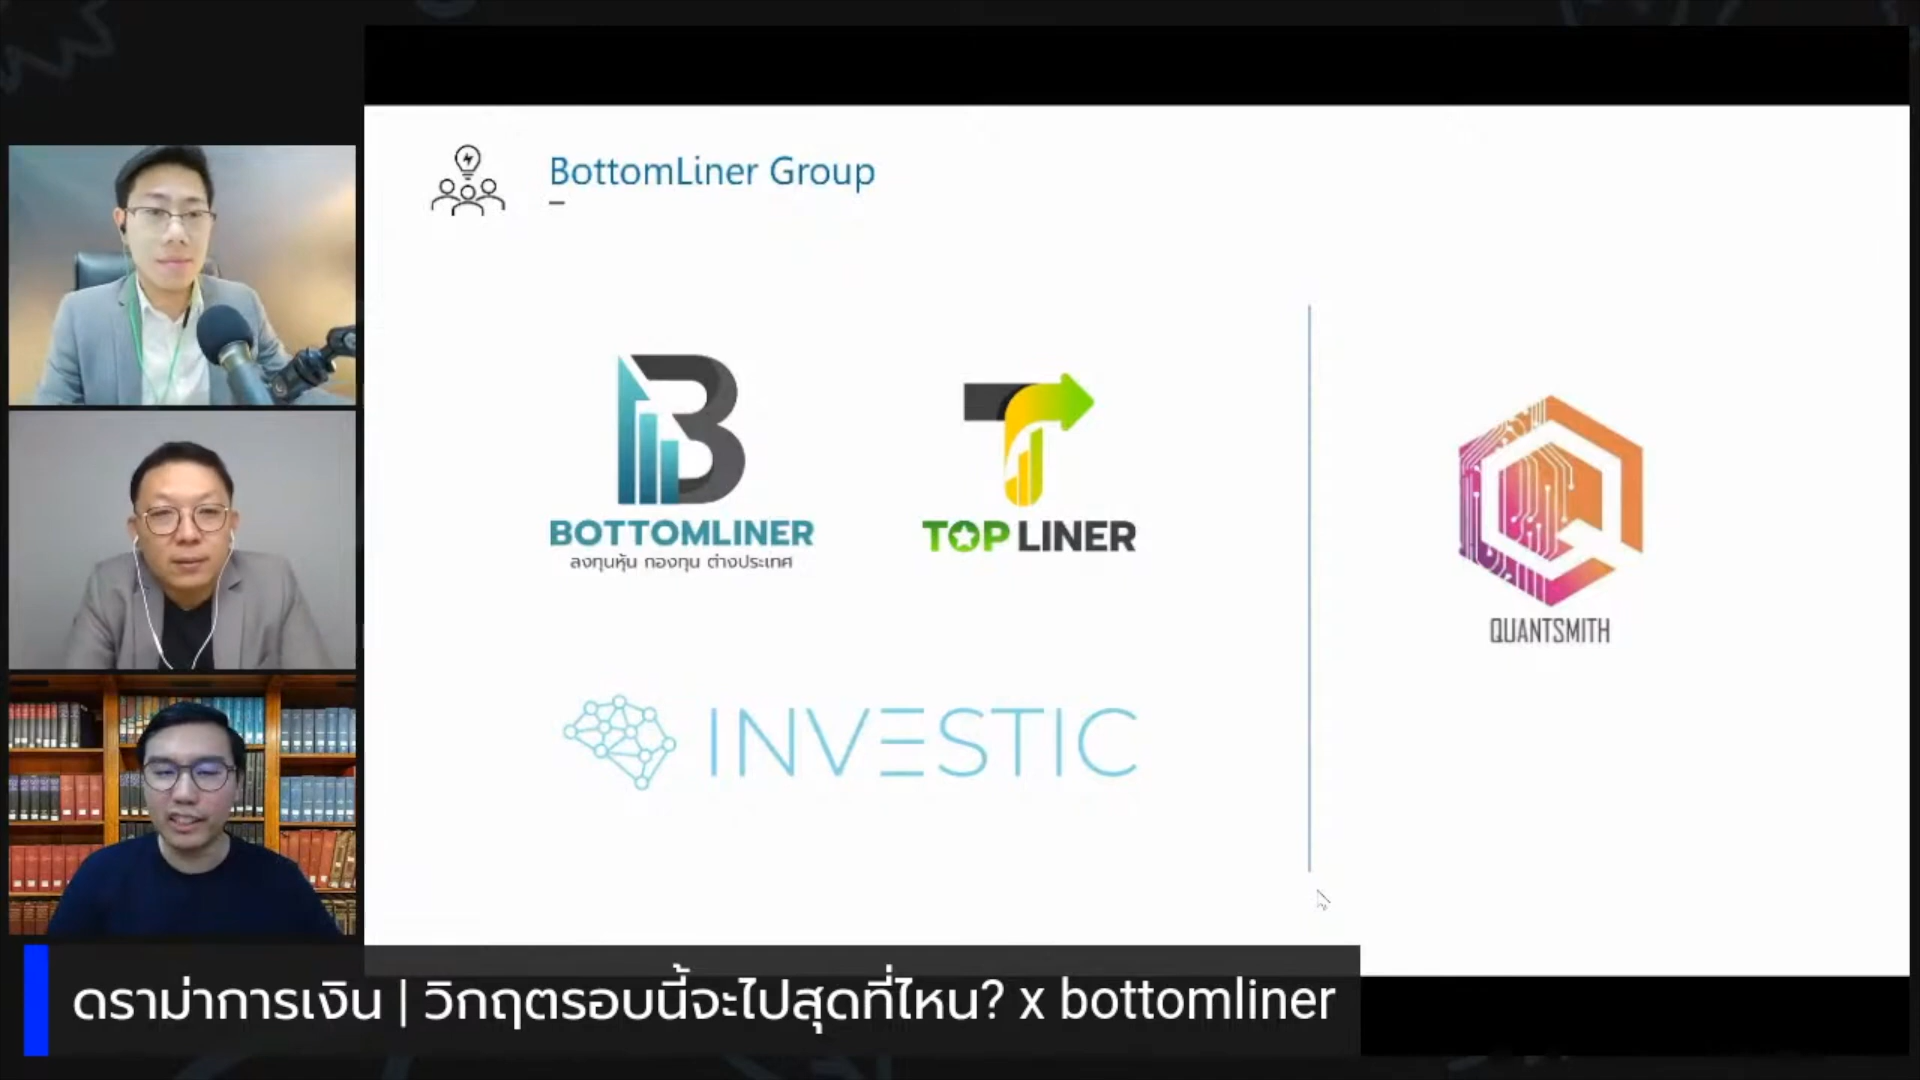 BottomLiner Group
BOTTOMLINER
ลงทุนหุ้น กองทุน ต่างประเทศ
TOP LINER
QUANTSMITH
INVESTIC
ดราม่าการเงิน | วิกฤตรอบนี้จะไปสุดที่ไหน? x bottomliner